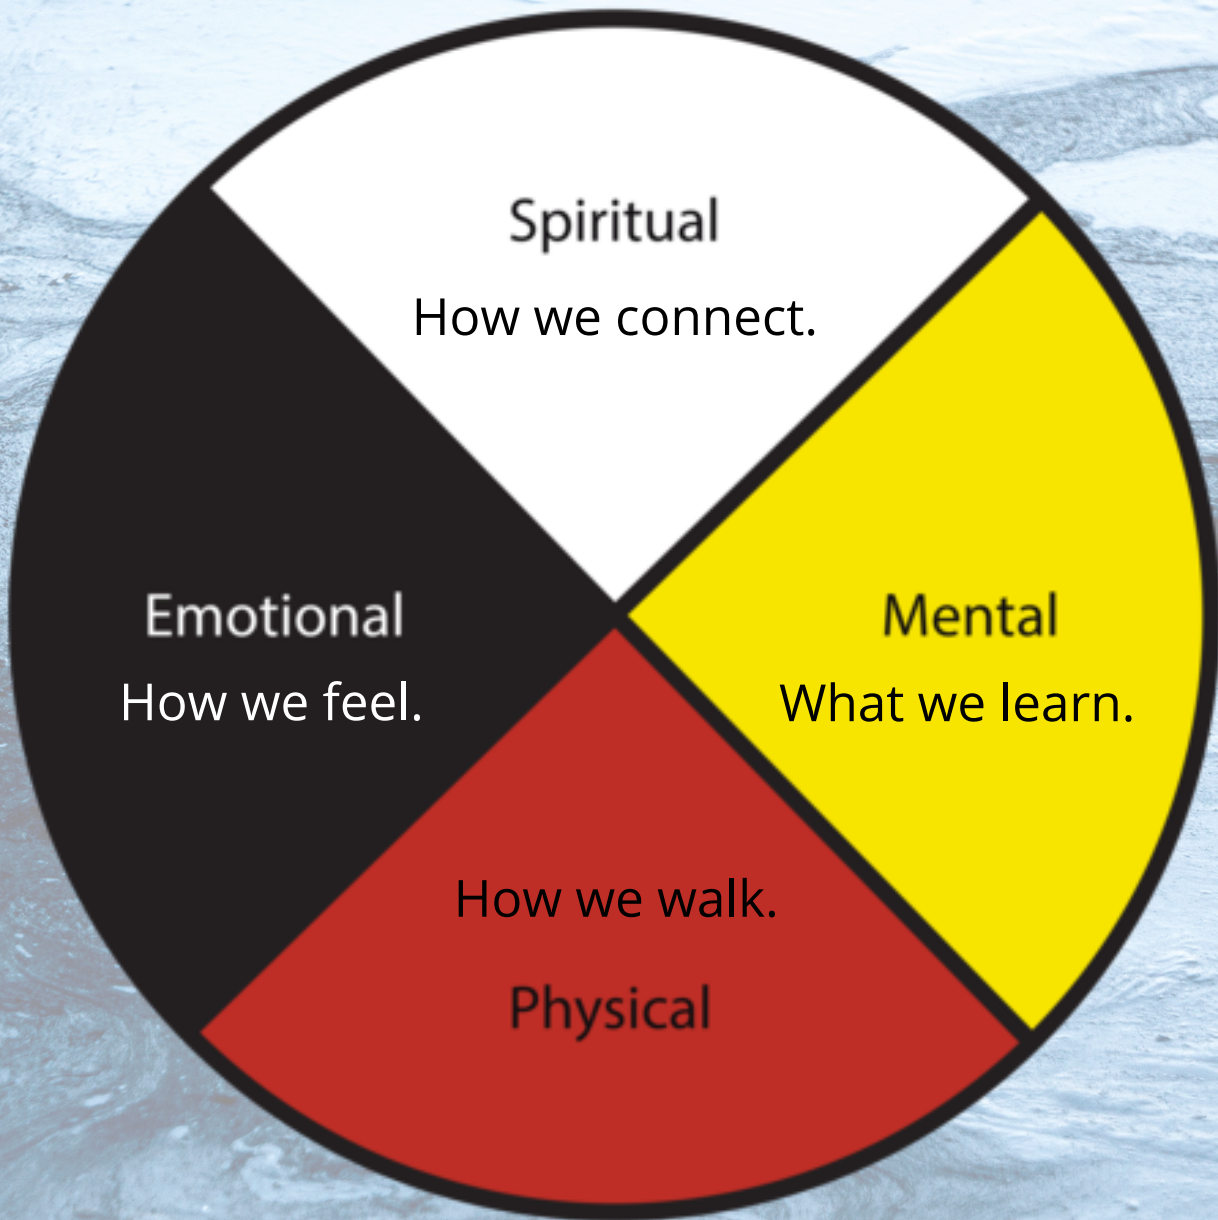 Spiritual
How we connect.
Emotional
How we feel.
Mental
What we learn.
How we walk.
Physical